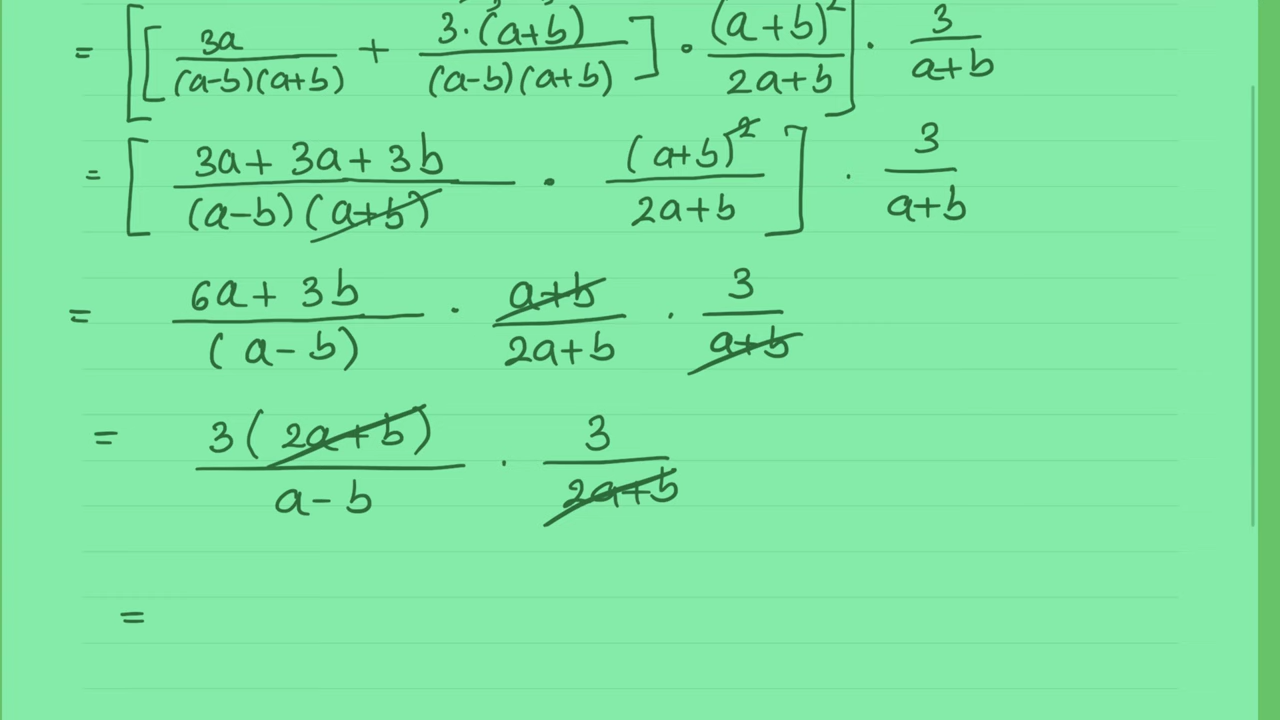 = [[ 3a/(a-b)(a+b) + 3·(a+b)/(a-b)(a+b) ] · (a+b)²/2a+b ] · 3/a+b
= [ 3a+3a+3b/(a-b)(a+b) · (a+b)²/2a+b ] · 3/a+b
= 6a+3b/(a-b) · a+b/2a+b · 3/a+b
= 3(2a+b)/a-b · 3/2a+b
=